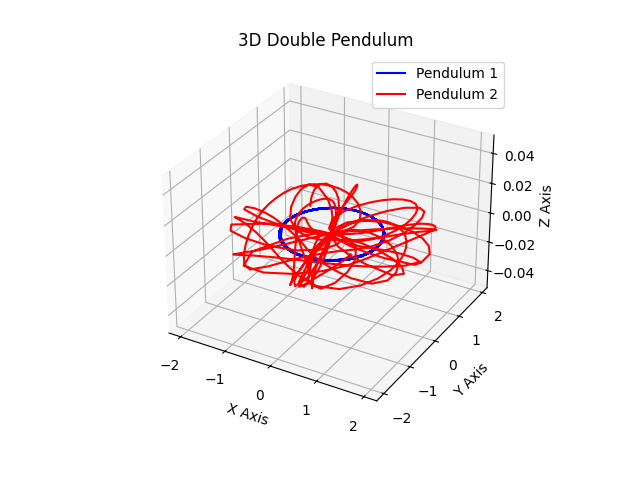 3D Double Pendulum
Pendulum 1
Pendulum 2
0.04
0.02
0.00
−0.02
−0.04
Z Axis
2
1
0
−1
−2
Y Axis
−2
−1
0
1
2
X Axis